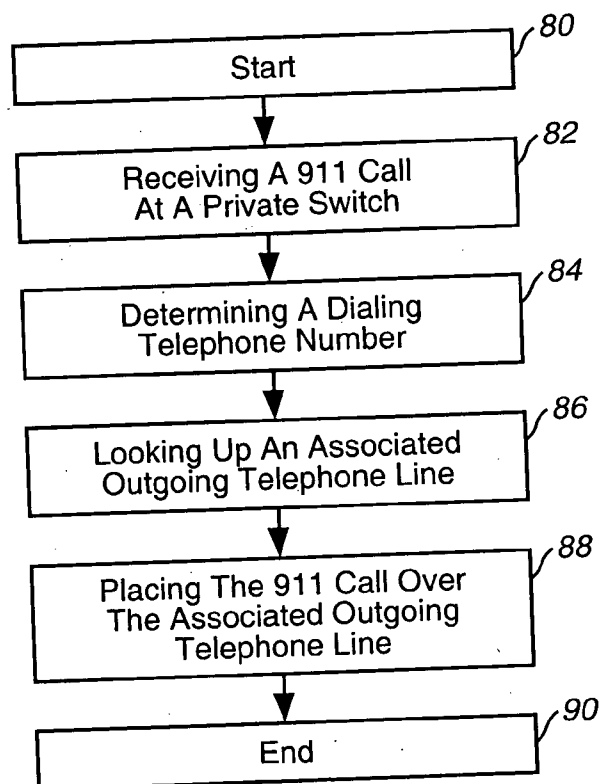 80
Start
82
Receiving A 911 Call
At A Private Switch
84
Determining A Dialing
Telephone Number
86
Looking Up An Associated
Outgoing Telephone Line
88
Placing The 911 Call Over
The Associated Outgoing
Telephone Line
90
End